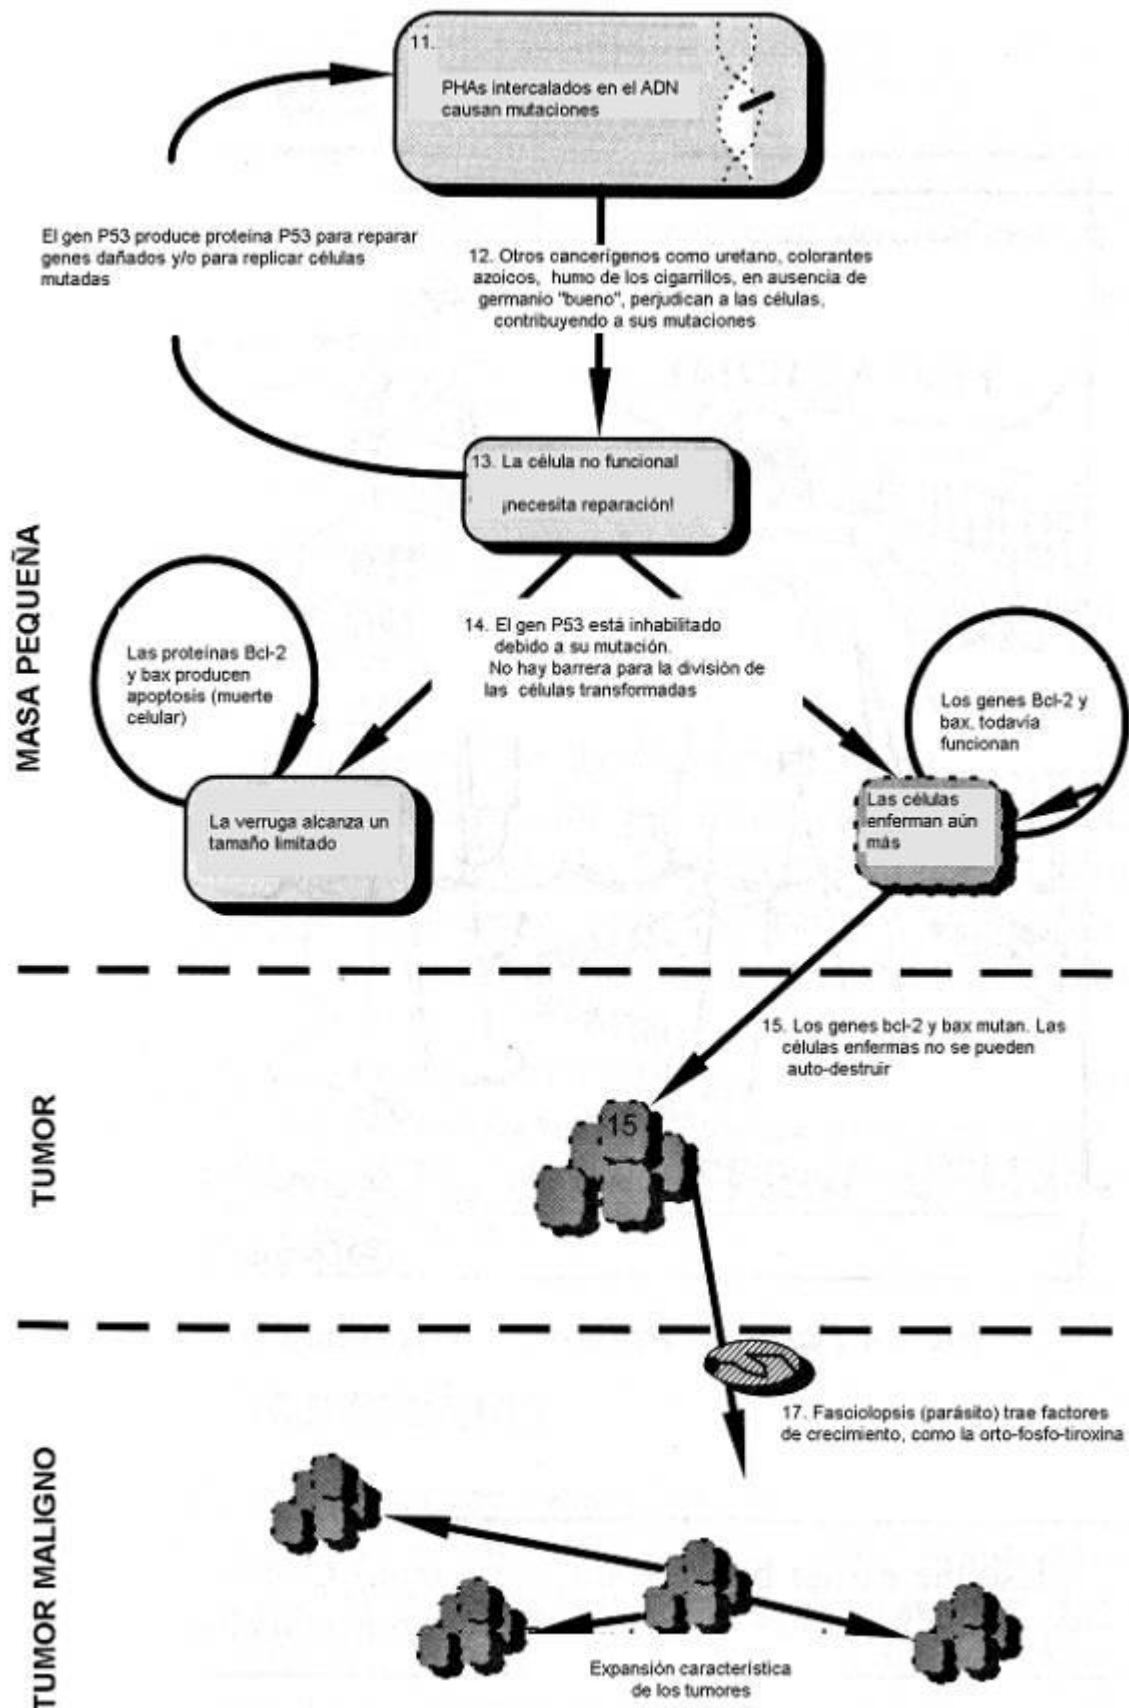 11.
PHAs intercalados en el ADN
causan mutaciones
El gen P53 produce proteína P53 para reparar
genes dañados y/o para replicar células
mutadas
12. Otros cancerígenos como uretano, colorantes
azoicos, humo de los cigarrillos, en ausencia de
germanio "bueno", perjudican a las células,
contribuyendo a sus mutaciones
13. La célula no funcional
¡necesita reparación!
MASA PEQUEÑA
14. El gen P53 está inhabilitado
debido a su mutación.
No hay barrera para la división de
las células transformadas
Las proteínas Bcl-2
y bax producen
apoptosis (muerte
celular)
Los genes Bcl-2 y
bax, todavía
funcionan
La verruga alcanza un
tamaño limitado
Las células
enferman aún
más
TUMOR
15. Los genes bcl-2 y bax mutan. Las
células enfermas no se pueden
auto-destruir
15
TUMOR MALIGNO
17. Fasciolopsis (parásito) trae factores
de crecimiento, como la orto-fosfo-tiroxina
Expansión característica
de los tumores